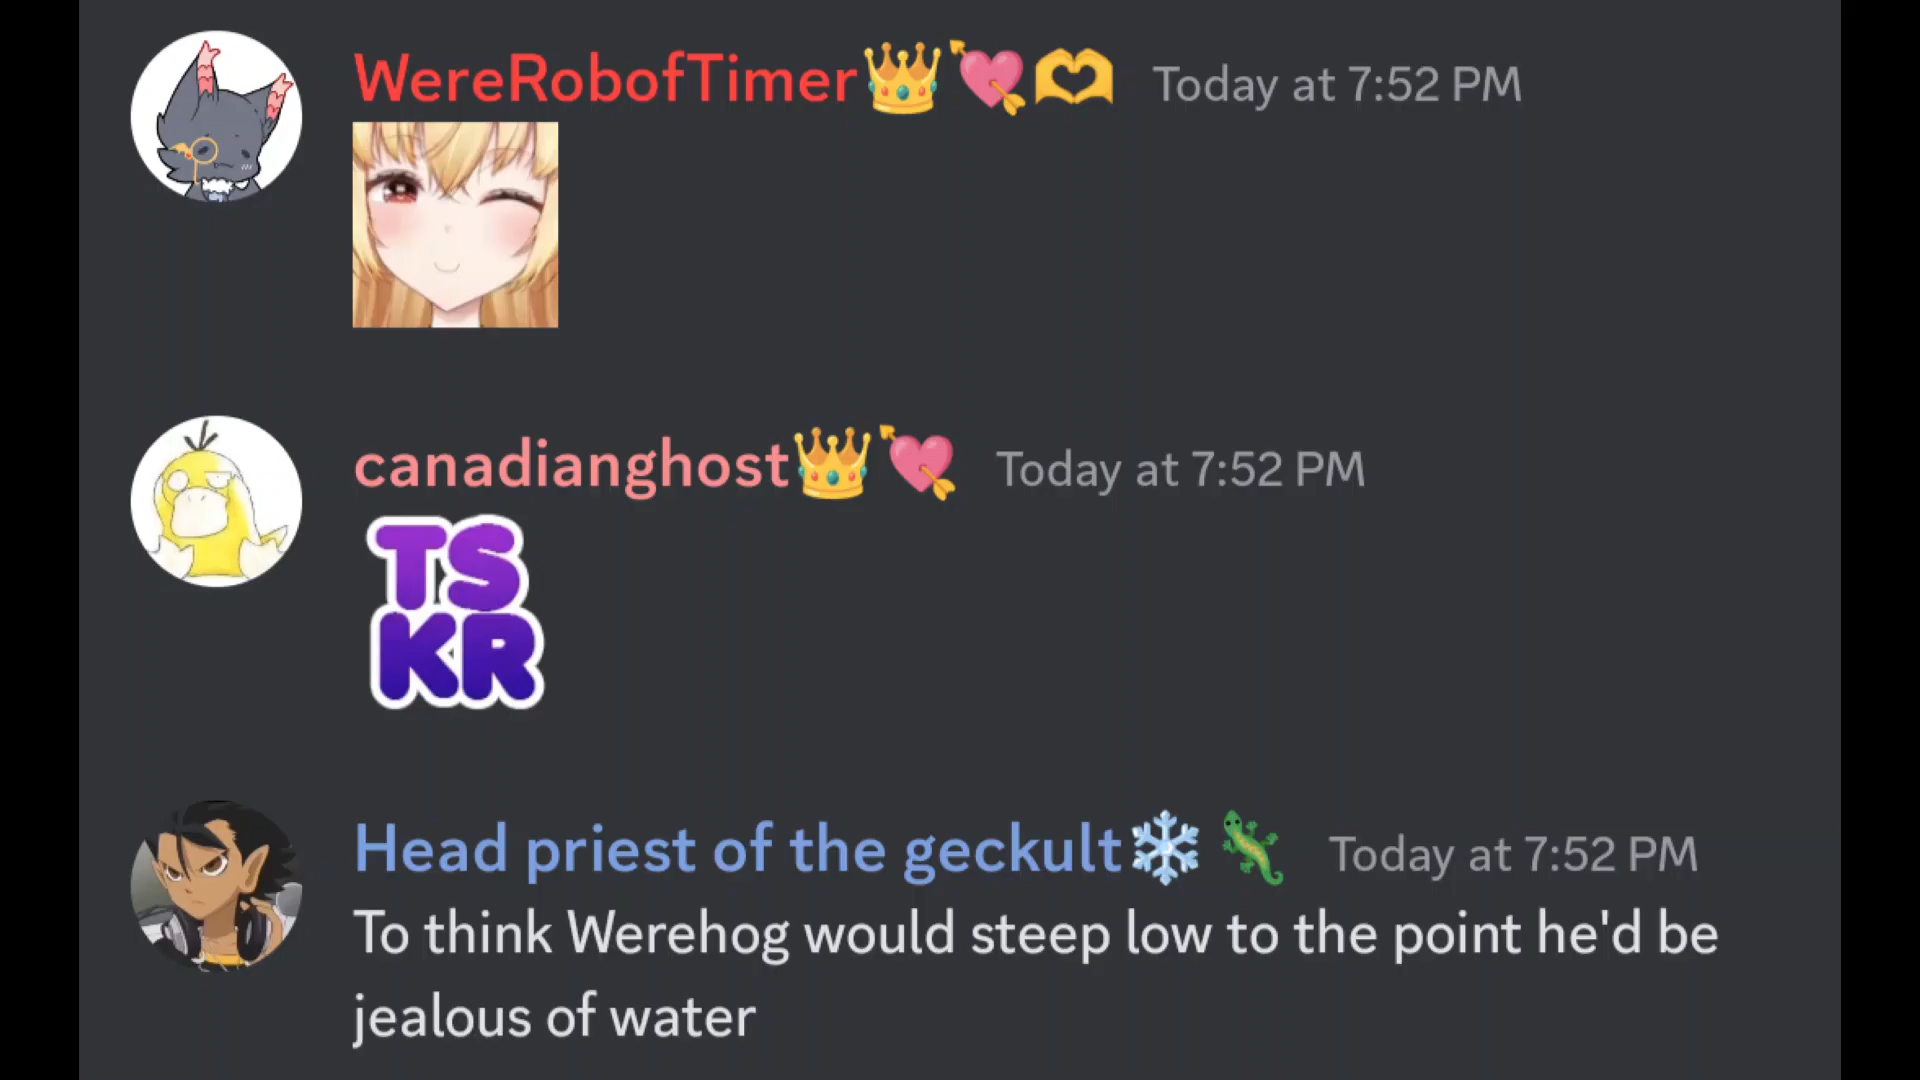 WereRobofTimer👑💘🫶 Today at 7:52 PM
canadianghost👑💘 Today at 7:52 PM
TS
KR
Head priest of the geckult❄️🦎 Today at 7:52 PM
To think Werehog would steep low to the point he'd be
jealous of water